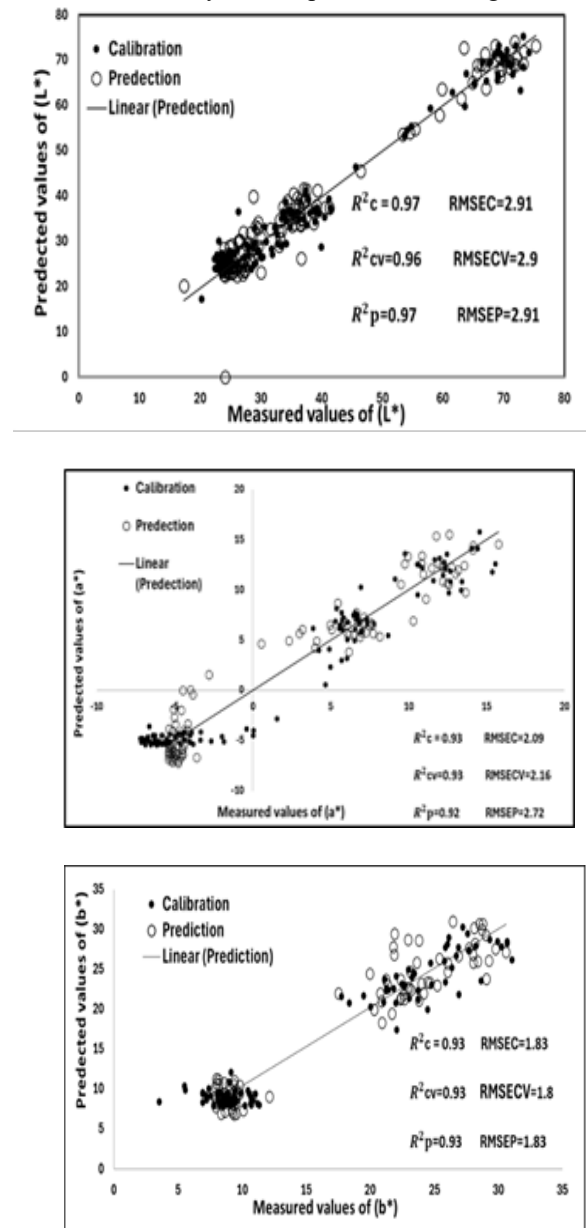 80
70
60
50
40
30
20
10
0
Predected values of (L*)
Calibration
Predection
Linear (Predection)
R²c = 0.97 RMSEC=2.91
R²cv=0.96 RMSECV=2.9
R²p=0.97 RMSEP=2.91
0 10 20 30 40 50 60 70 80
Measured values of (L*)
Calibration
Predection
Linear
(Predection)
Predected values of (a*)
20
15
10
5
0
-5
-10
-10 -5 0 5 10 15 20
R²c = 0.93 RMSEC=2.09
R²cv=0.93 RMSECV=2.16
R²p=0.92 RMSEP=2.72
Measured values of (a*)
35
30
25
20
15
10
5
0
Predected values of (b*)
Calibration
Prediction
Linear (Prediction)
R²c = 0.93 RMSEC=1.83
R²cv=0.93 RMSECV=1.8
R²p=0.93 RMSEP=1.83
0 5 10 15 20 25 30 35
Measured values of (b*)